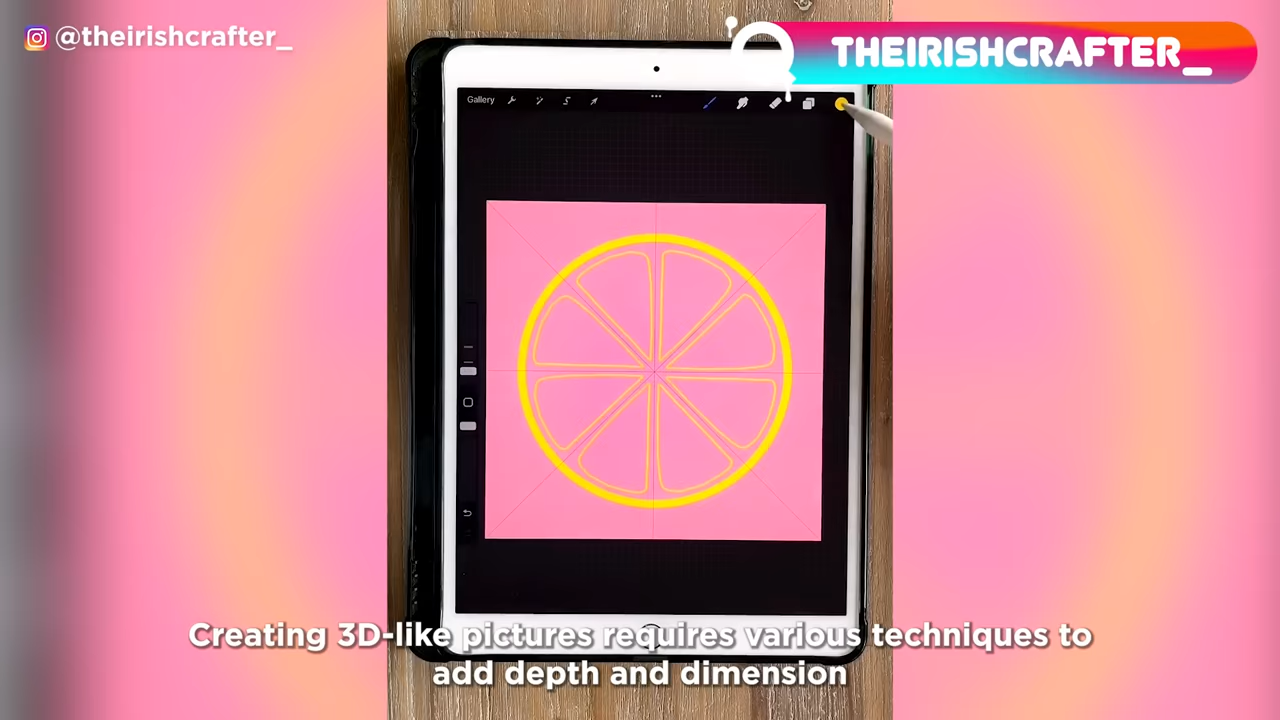 @theirishcrafter_
THEIRISHCRAFTER_
Gallery
Creating 3D-like pictures requires various techniques to
add depth and dimension